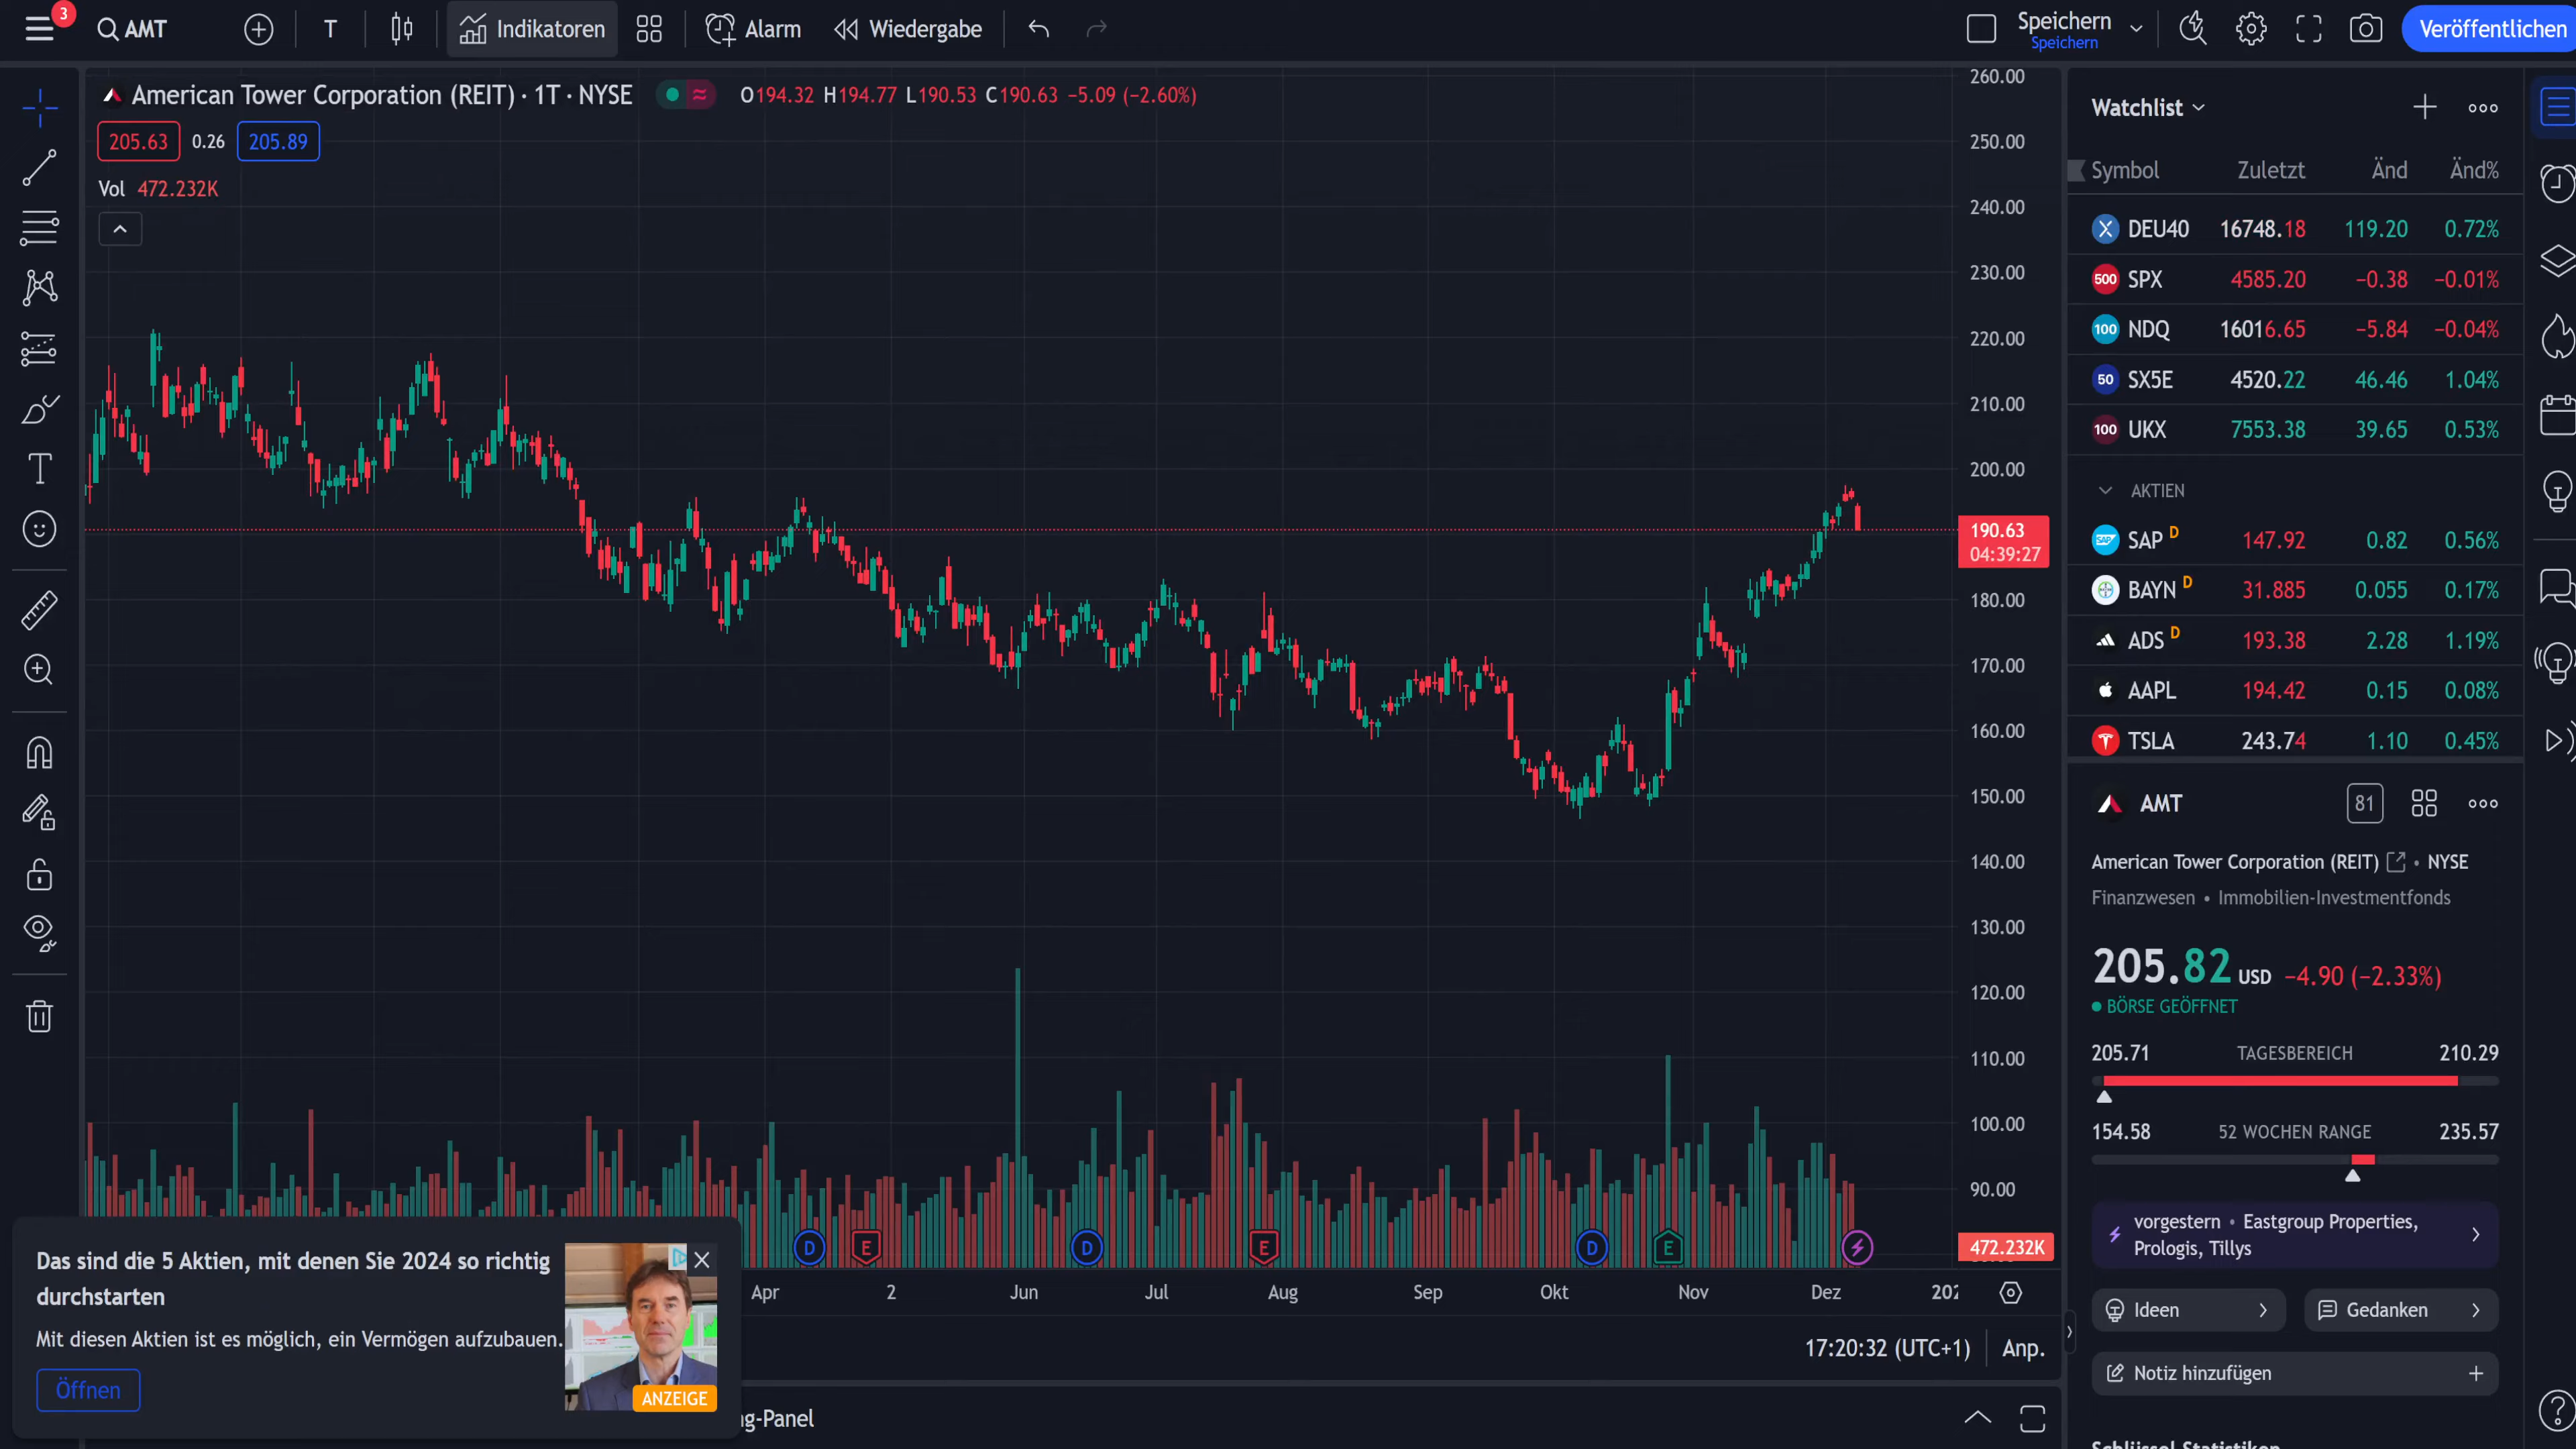 3
AMT
T
Indikatoren
Alarm
Wiedergabe
Speichern
Speichern
Veröffentlichen
American Tower Corporation (REIT) · 1T · NYSE
O194.32 H194.77 L190.53 C190.63 −5.09 (−2.60%)
205.63 0.26 205.89
Vol 472.232K
260.00
250.00
240.00
230.00
220.00
210.00
200.00
190.63
04:39:27
180.00
170.00
160.00
150.00
140.00
130.00
120.00
110.00
100.00
90.00
472.232K
D E D E D E
Apr 2 Jun Jul Aug Sep Okt Nov Dez
17:20:32 (UTC+1) Anp.
Das sind die 5 Aktien, mit denen Sie 2024 so richtig
durchstarten
Mit diesen Aktien ist es möglich, ein Vermögen aufzubauen.
Öffnen
ANZEIGE
g-Panel
Watchlist
Symbol Zuletzt Änd Änd%
X DEU40 16748.18 119.20 0.72%
500 SPX 4585.20 −0.38 −0.01%
100 NDQ 16016.65 −5.84 −0.04%
50 SX5E 4520.22 46.46 1.04%
100 UKX 7553.38 39.65 0.53%
AKTIEN
SAP SAP D 147.92 0.82 0.56%
BAYN D 31.885 0.055 0.17%
ADS D 193.38 2.28 1.19%
AAPL 194.42 0.15 0.08%
TSLA 243.74 1.10 0.45%
AMT 81
American Tower Corporation (REIT) • NYSE
Finanzwesen • Immobilien-Investmentfonds
205.82 USD −4.90 (−2.33%)
BÖRSE GEÖFFNET
205.71 TAGESBEREICH 210.29
154.58 52 WOCHEN RANGE 235.57
vorgestern • Eastgroup Properties,
Prologis, Tillys
Ideen
Gedanken
Notiz hinzufügen
Schlüssel-Statistiken